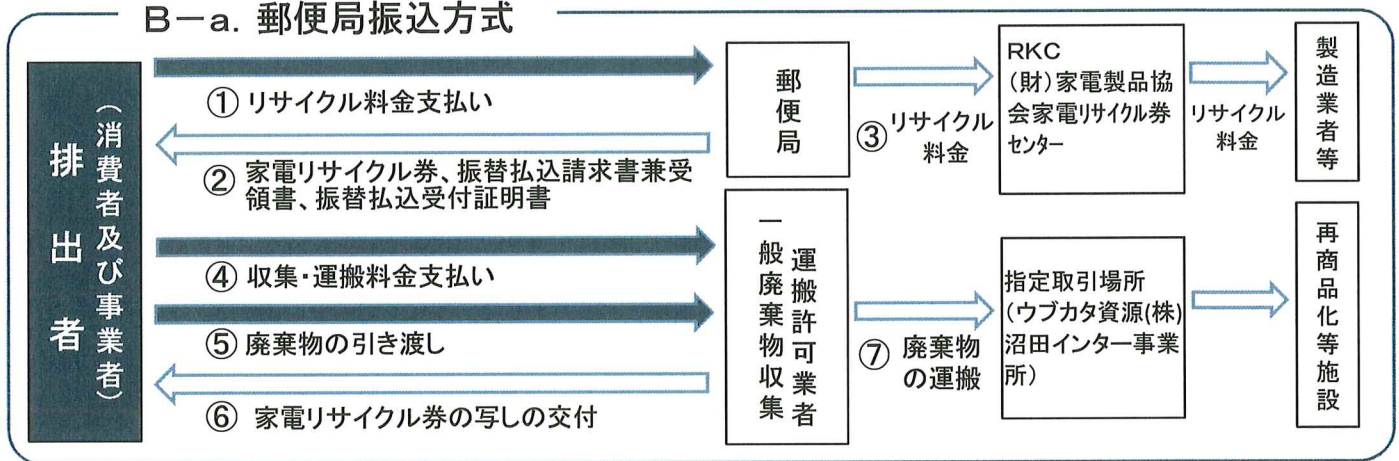 B－a. 郵便局振込方式
排出者
（消費者及び事業者）
① リサイクル料金支払い
② 家電リサイクル券、振替払込請求書兼受
領書、振替払込受付証明書
郵便局
③ リサイクル
料金
RKC
（財）家電製品協
会家電リサイクル券
センター
リサイクル
料金
製造業者等
④ 収集・運搬料金支払い
⑤ 廃棄物の引き渡し
⑥ 家電リサイクル券の写しの交付
一般廃棄物収集
運搬許可業者
⑦ 廃棄物
の運搬
指定取引場所
（ウブカタ資源(株)
沼田インター事業
所）
再商品化等施設